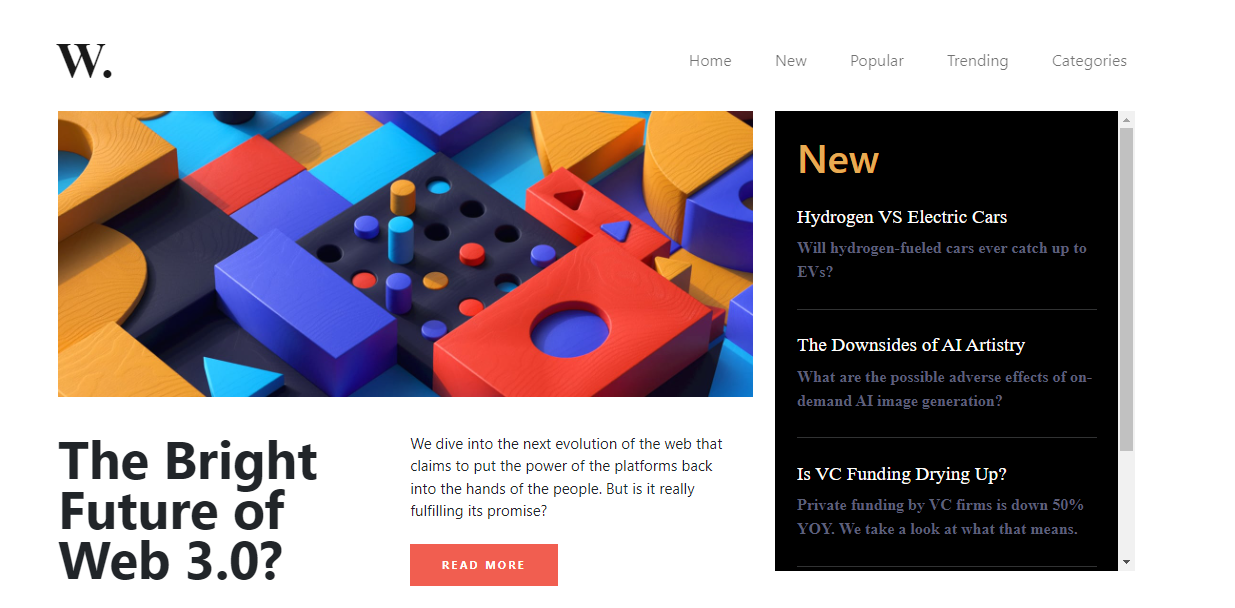 W.
Home
New
Popular
Trending
Categories
The Bright
Future of
Web 3.0?
We dive into the next evolution of the web that
claims to put the power of the platforms back
into the hands of the people. But is it really
fulfilling its promise?
READ MORE
New
Hydrogen VS Electric Cars
Will hydrogen-fueled cars ever catch up to
EVs?
The Downsides of AI Artistry
What are the possible adverse effects of on-
demand AI image generation?
Is VC Funding Drying Up?
Private funding by VC firms is down 50%
YOY. We take a look at what that means.